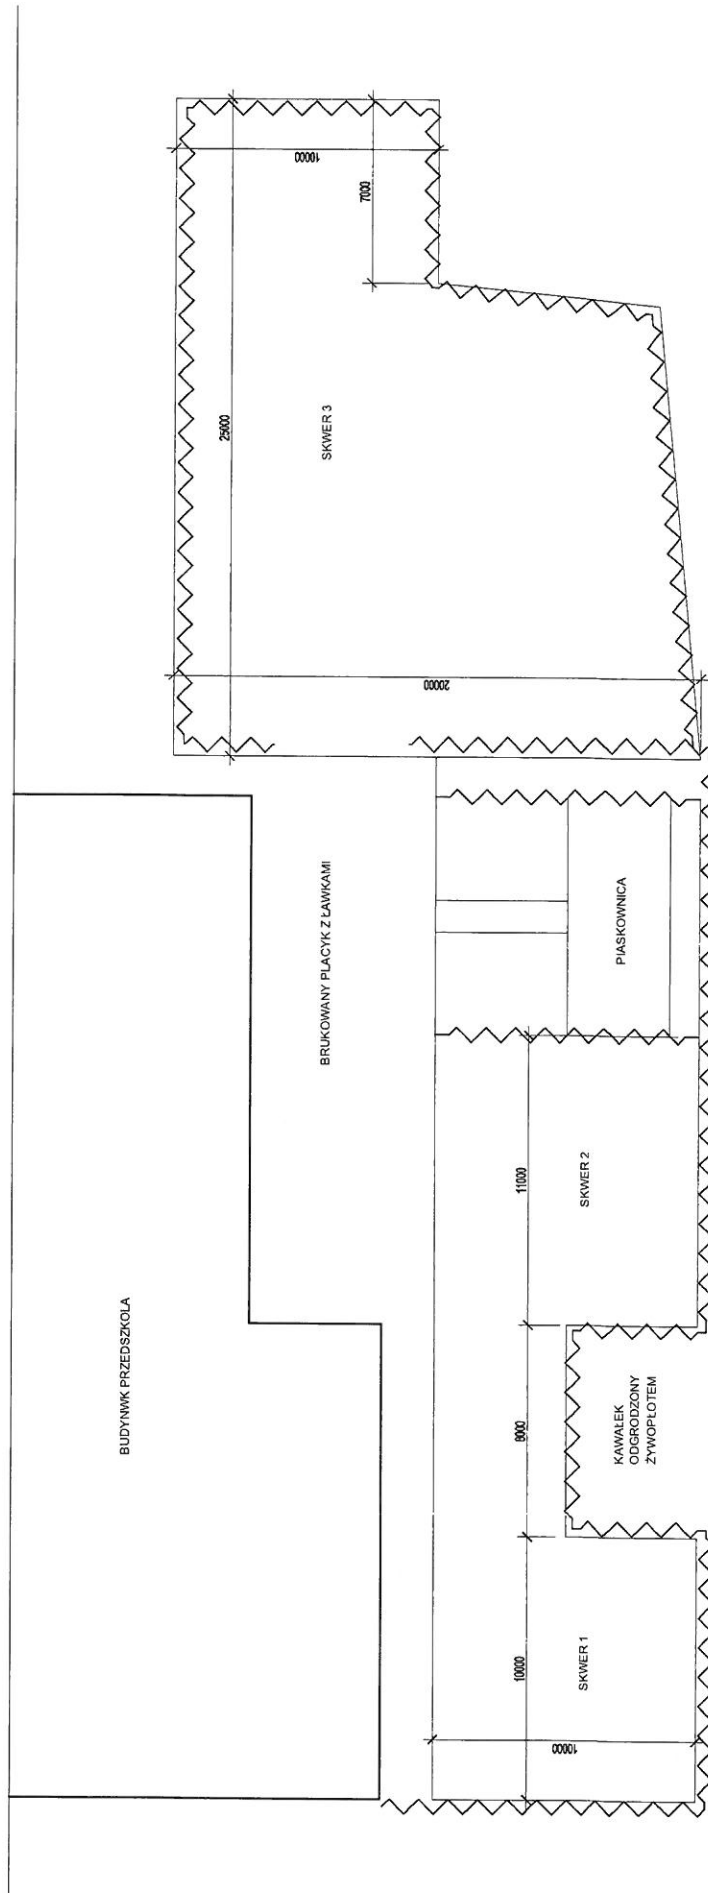 BUDYNWK PRZEDSZKOLA
BRUKOWANY PLACYK Z ŁAWKAMI
SKWER 1
10000
10000
8000
KAWAŁEK
ODGRODZONY
ŻYWOPŁOTEM
11000
SKWER 2
PIASKOWNICA
SKWER 3
25000
20000
10000
7000